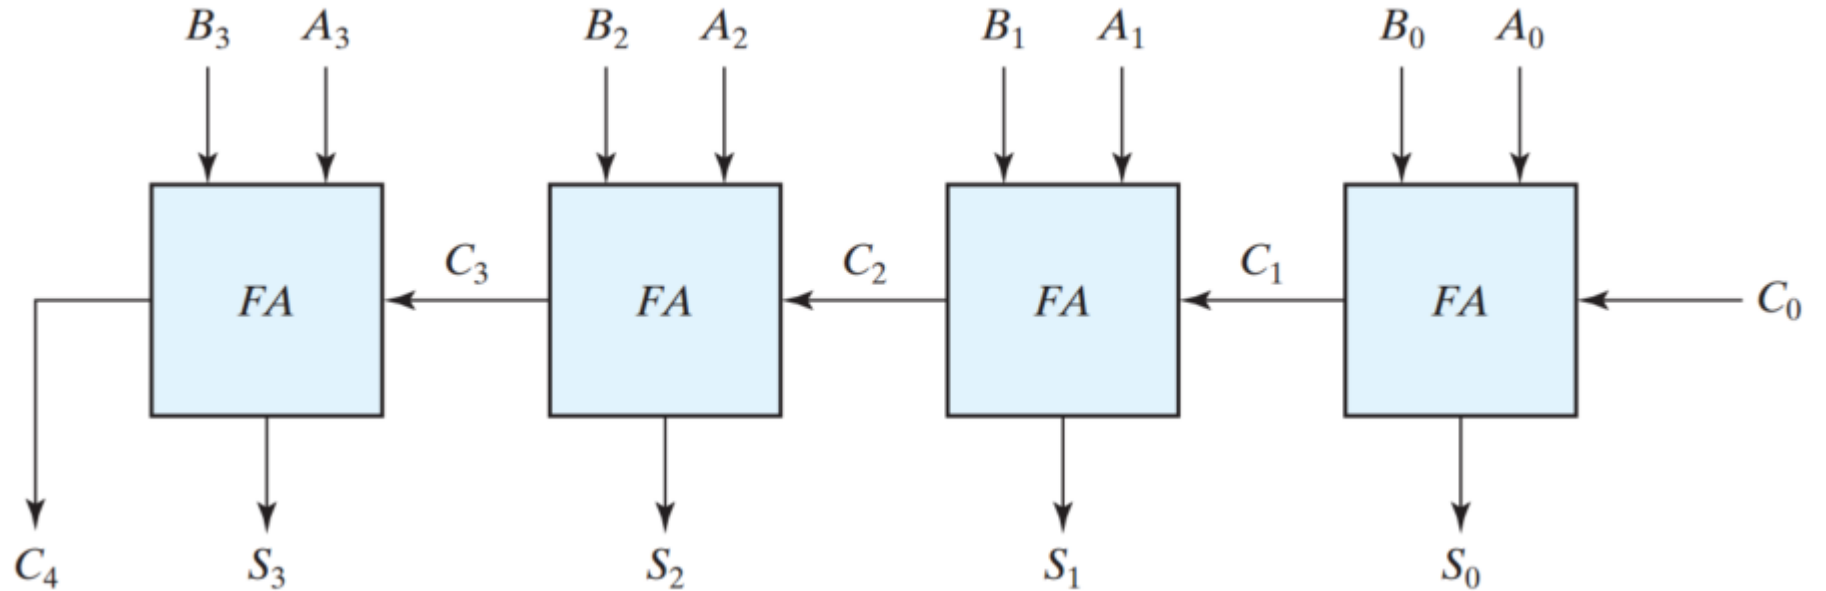 B₃ A₃ B₂ A₂ B₁ A₁ B₀ A₀
C₃ C₂ C₁
FA FA FA FA C₀
C₄ S₃ S₂ S₁ S₀